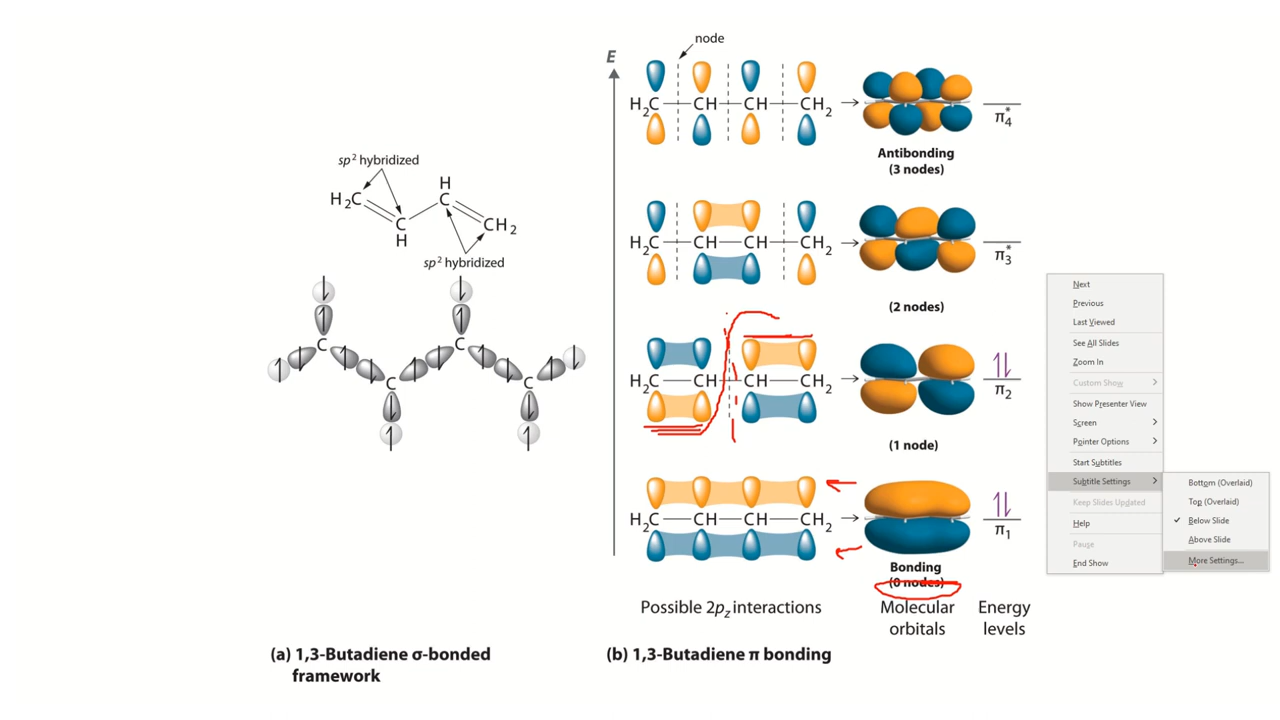 node
E
H₂C—CH—CH—CH₂
π₄*
Antibonding
(3 nodes)
sp² hybridized
H
H₂C
C
C
CH₂
H
sp² hybridized
H₂C—CH—CH—CH₂
π₃*
(2 nodes)
C
C
C
C
H₂C—CH—CH—CH₂
π₂
(1 node)
H₂C—CH—CH—CH₂
π₁
Bonding
(0 nodes)
Possible 2p𝓏 interactions
Molecular
orbitals
Energy
levels
(a) 1,3-Butadiene σ-bonded
framework
(b) 1,3-Butadiene π bonding
Next
Previous
Last Viewed
See All Slides
Zoom In
Custom Show
Show Presenter View
Screen
Pointer Options
Start Subtitles
Subtitle Settings
Keep Slides Updated
Help
Pause
End Show
Bottom (Overlaid)
Top (Overlaid)
Below Slide
Above Slide
More Settings...